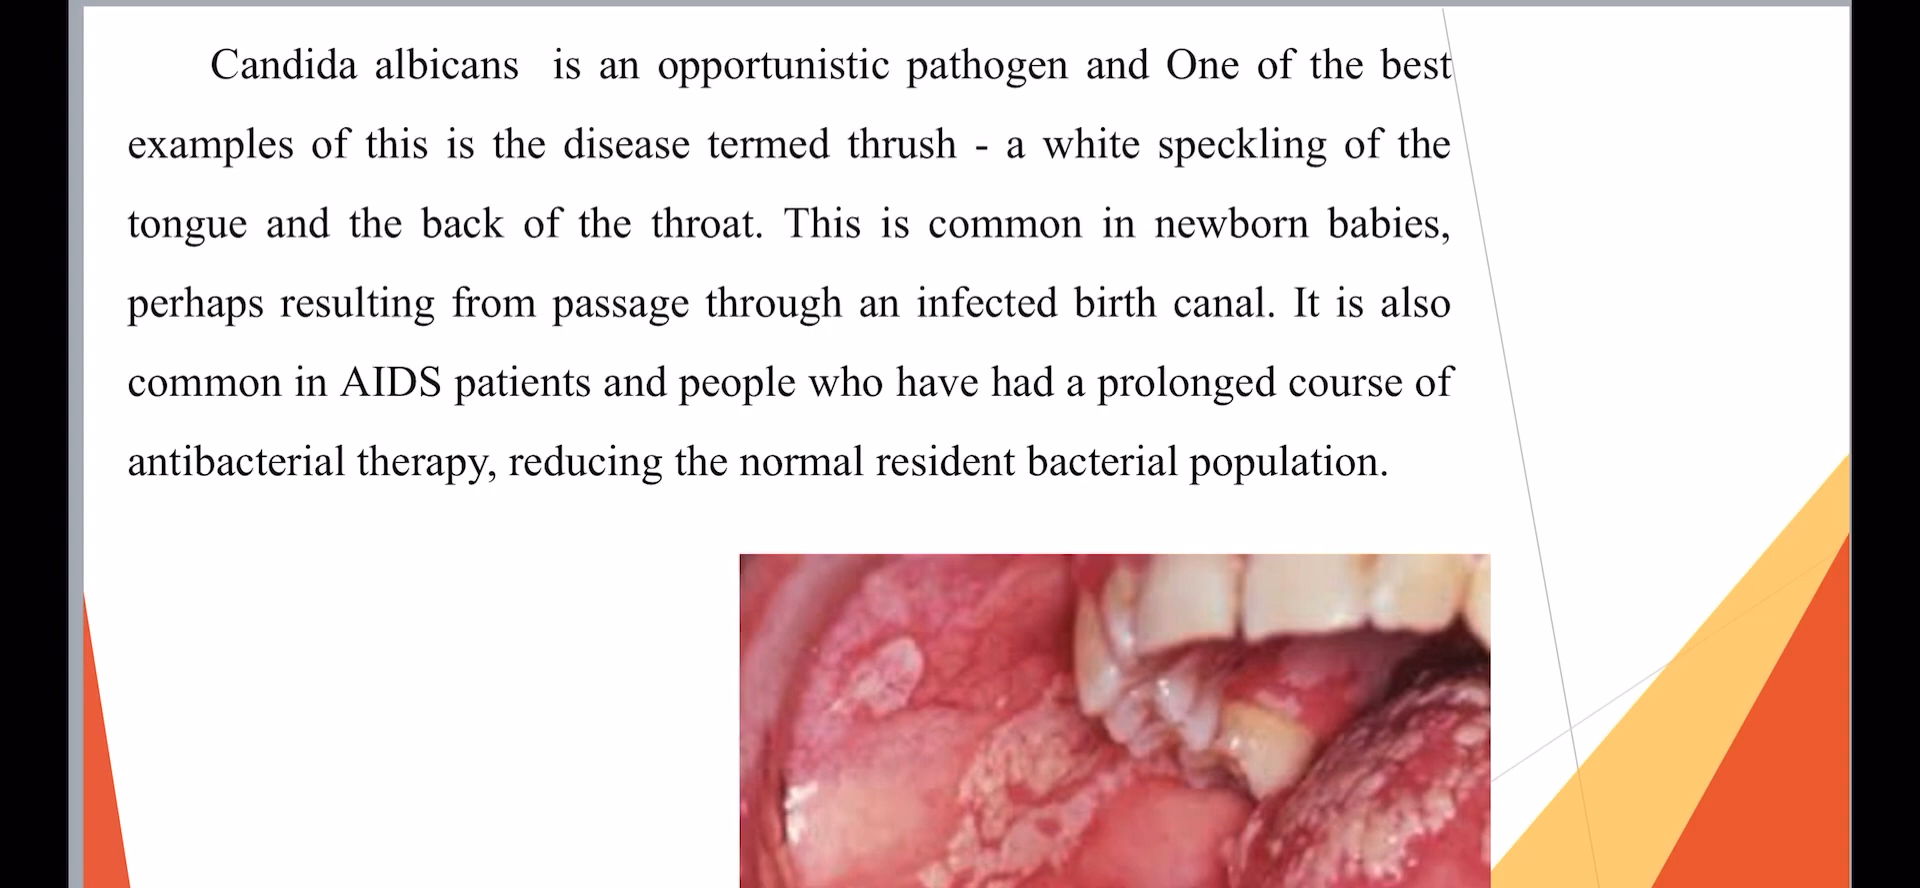 Candida albicans is an opportunistic pathogen and One of the best
examples of this is the disease termed thrush - a white speckling of the
tongue and the back of the throat. This is common in newborn babies,
perhaps resulting from passage through an infected birth canal. It is also
common in AIDS patients and people who have had a prolonged course of
antibacterial therapy, reducing the normal resident bacterial population.